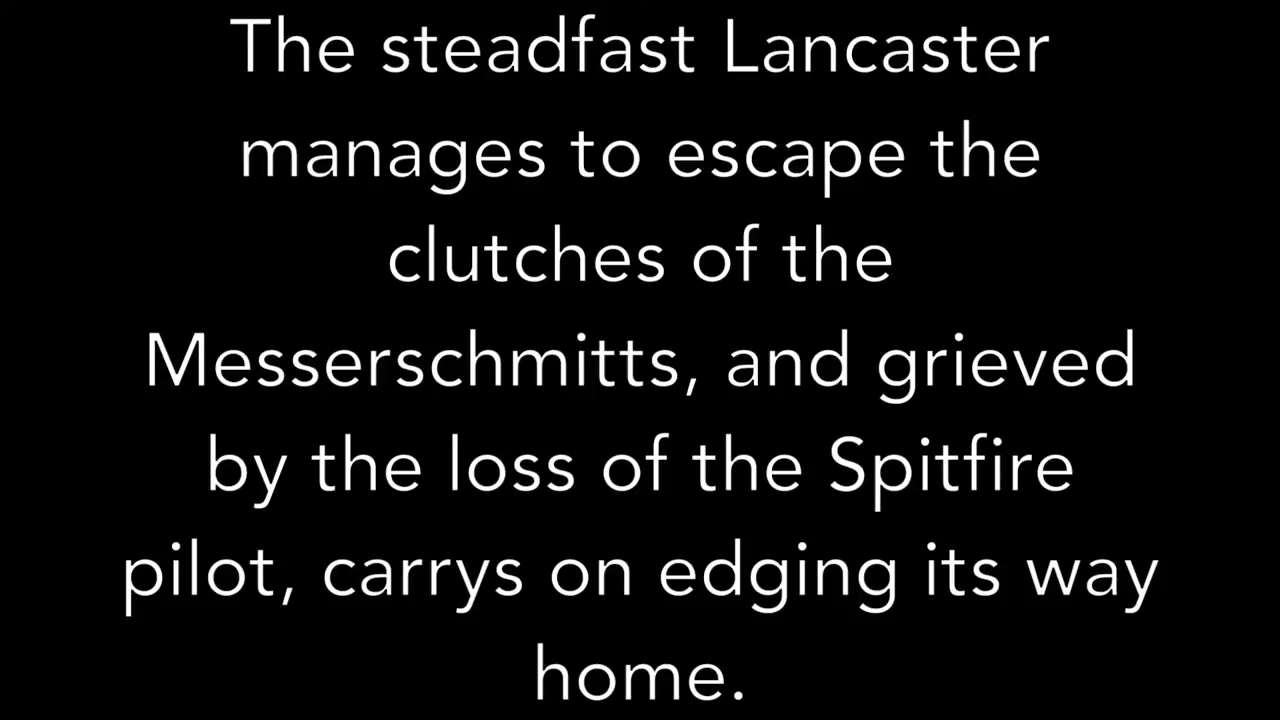 The steadfast Lancaster
manages to escape the
clutches of the
Messerschmitts, and grieved
by the loss of the Spitfire
pilot, carrys on edging its way
home.